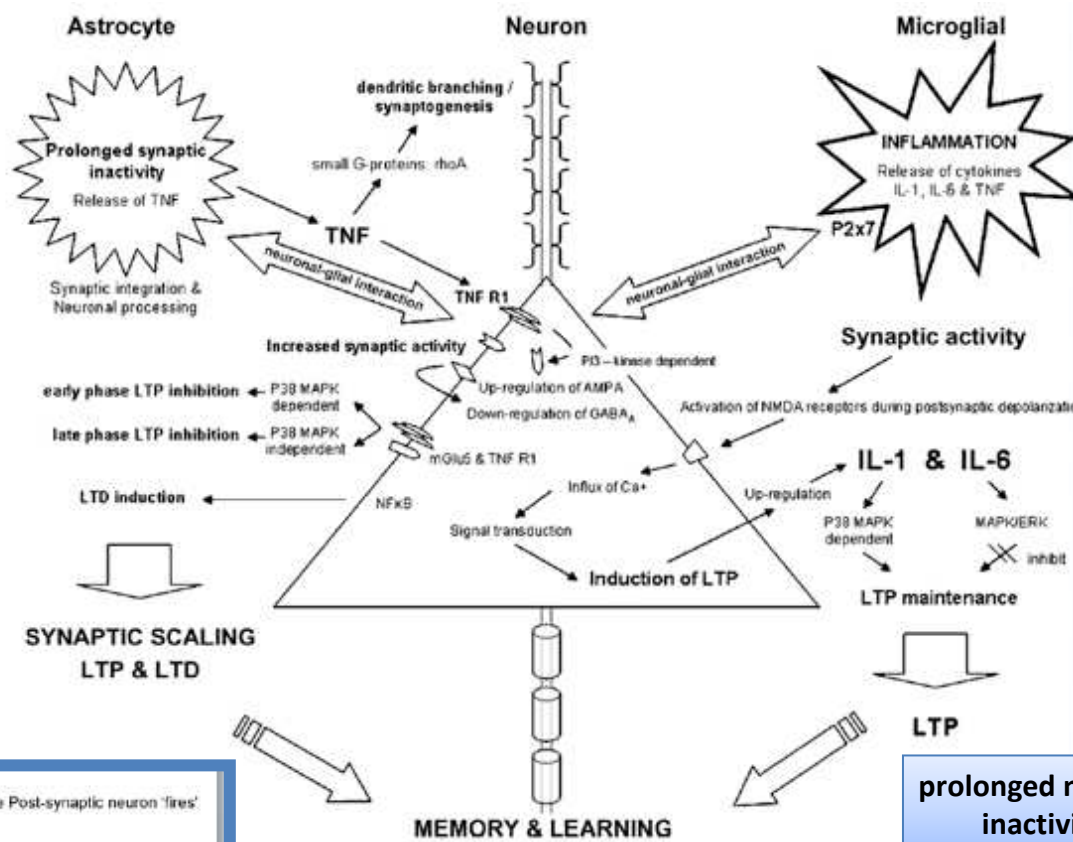 Astrocyte
Neuron
Microglial
dendritic branching /
synaptogenesis
small G-proteins: rhoA
Prolonged synaptic
inactivity
Release of TNF
TNF
neuronal-glial interaction
Synaptic integration &
Neuronal processing
INFLAMMATION
Release of cytokines
IL-1, IL-6 & TNF
P2x7
neuronal-glial interaction
TNF R1
Increased synaptic activity
PI3 – kinase dependent
Up-regulation of AMPA
Down-regulation of GABAA
early phase LTP inhibition
P38 MAPK
dependent
late phase LTP inhibition
P38 MAPK
independent
mGlu5 & TNF R1
LTD induction
NFκB
Synaptic activity
Activation of NMDA receptors during postsynaptic
Influx of Ca+
Signal transduction
Induction of LTP
Up-regulation
IL-1 & IL-6
P38 MAPK
dependent
MAPK/ERK
inhibit
LTP maintenance
SYNAPTIC SCALING
LTP & LTD
LTP
MEMORY & LEARNING
Post-synaptic neuron 'fires'
prolonged